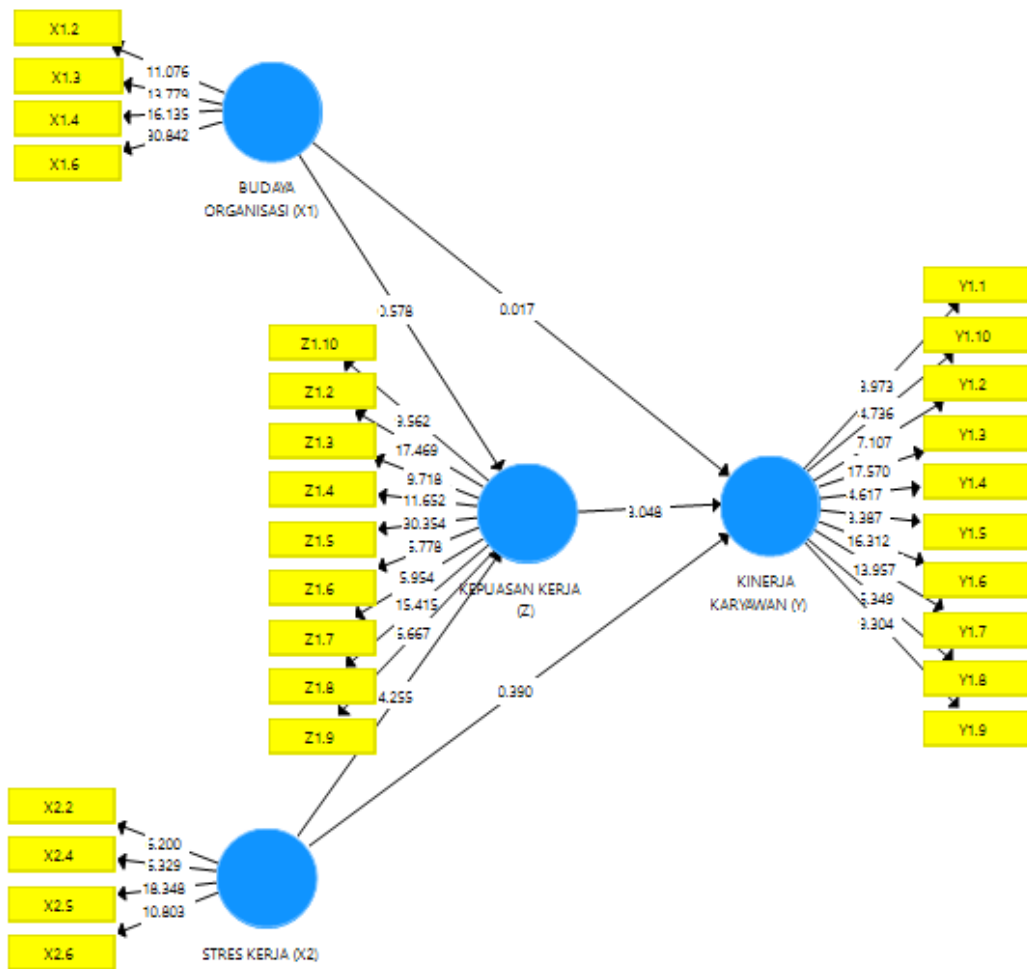 X1.2
X1.3
X1.4
X1.6
11.076
13.779
16.135
30.842
BUDAYA
ORGANISASI (X1)
0.017
Z1.10
Z1.2
Z1.3
Z1.4
Z1.5
Z1.6
Z1.7
Z1.8
Z1.9
17.469
9.718
11.652
30.354
15.415
4.255
KEPUASAN KERJA
(Z)
KINERJA
KARYAWAN (Y)
Y1.1
Y1.10
Y1.2
Y1.3
Y1.4
Y1.5
Y1.6
Y1.7
Y1.8
Y1.9
4.736
7.107
17.570
4.617
16.312
13.957
0.390
X2.2
X2.4
X2.5
X2.6
18.348
10.803
STRES KERJA (X2)